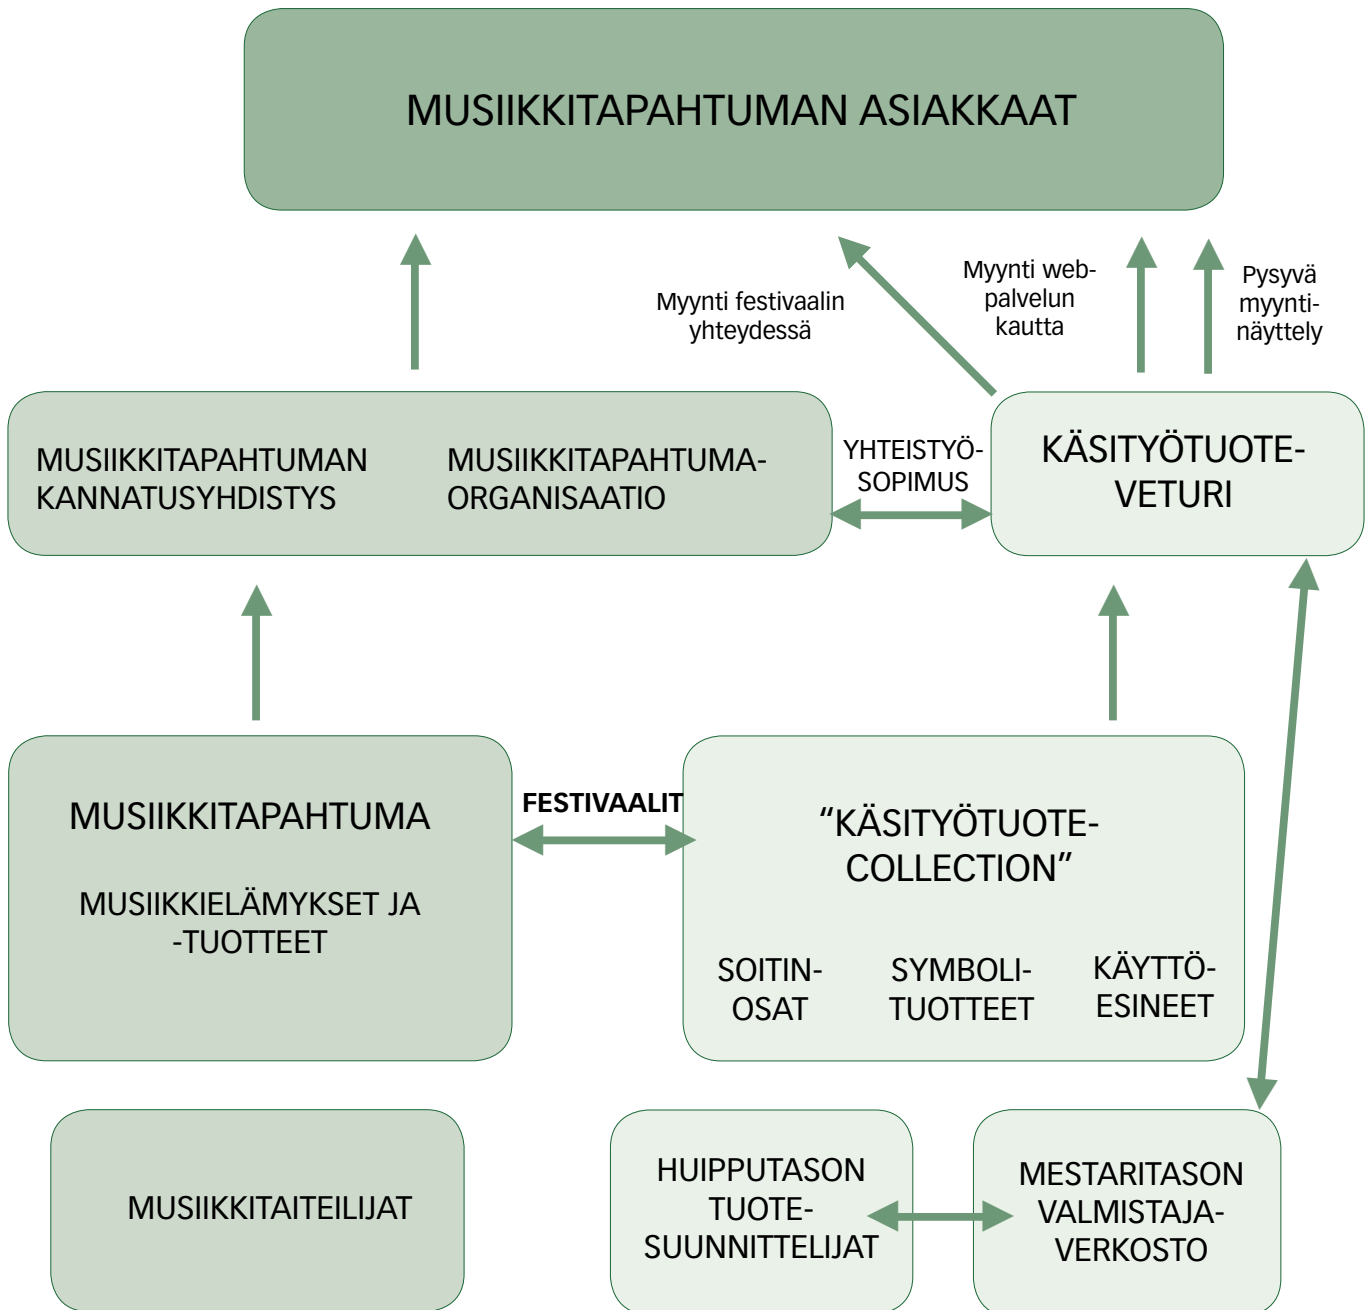 MUSIIKKITAPAHTUMAN ASIAKKAAT
Myynti festivaalin
yhteydessä
Myynti web-
palvelun
kautta
Pysyvä
myynti-
näyttely
MUSIIKKITAPAHTUMAN
KANNATUSYHDISTYS
MUSIIKKITAPAHTUMA-
ORGANISAATIO
YHTEISTYÖ-
SOPIMUS
KÄSITYÖTUOTE-
VETURI
MUSIIKKITAPAHTUMA
MUSIIKKIELÄMYKSET JA
-TUOTTEET
FESTIVAALIT
“KÄSITYÖTUOTE-
COLLECTION”
SOITIN-
OSAT
SYMBOLI-
TUOTTEET
KÄYTTÖ-
ESINEET
MUSIIKKITAITEILIJAT
HUIPPUTASON
TUOTE-
SUUNNITTELIJAT
MESTARITASON
VALMISTAJA-
VERKOSTO